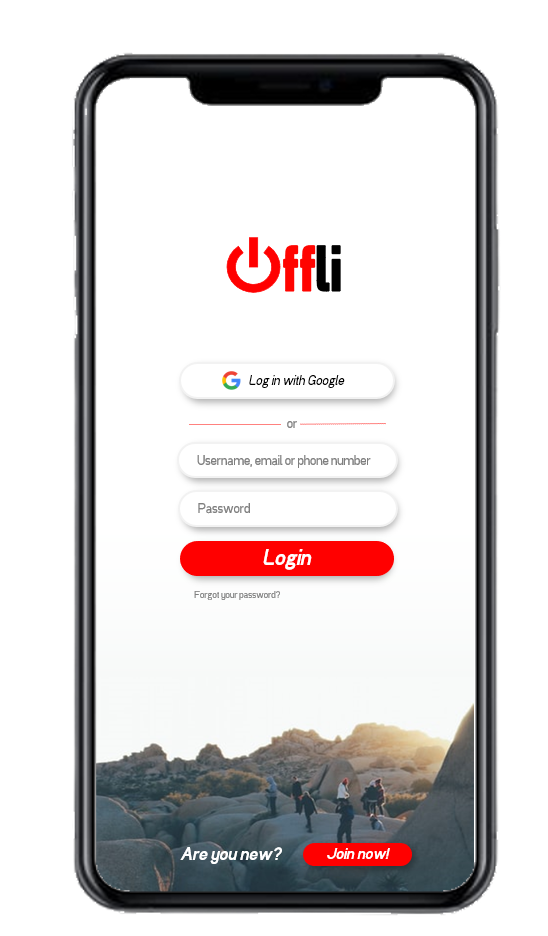 Offli
Log in with Google
or
Username, email or phone number
Password
Login
Forgot your password?
Are you new? Join now!